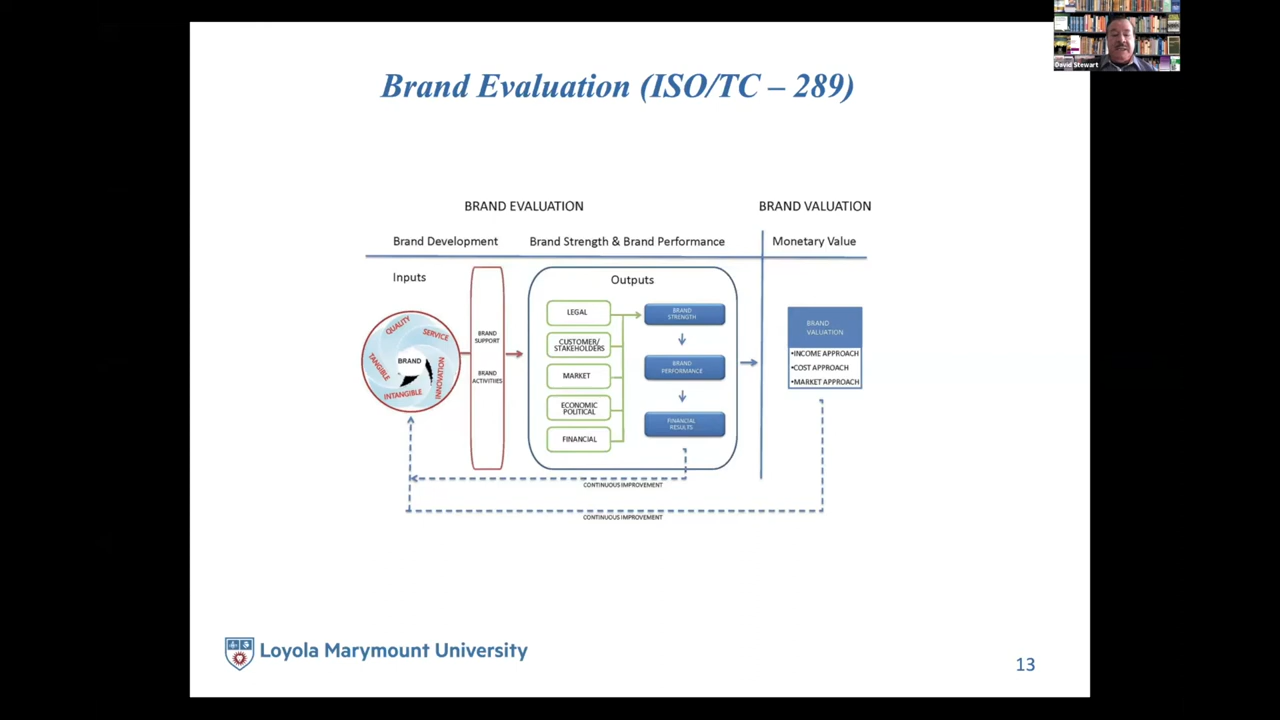 David Stewart
Brand Evaluation (ISO/TC – 289)
BRAND EVALUATION
BRAND VALUATION
Brand Development
Brand Strength & Brand Performance
Monetary Value
Inputs
Outputs
QUALITY
SERVICE
TANGIBLE
BRAND
INNOVATION
INTANGIBLE
BRAND
SUPPORT
BRAND
ACTIVITIES
LEGAL
CUSTOMER/
STAKEHOLDERS
MARKET
ECONOMIC
POLITICAL
FINANCIAL
BRAND
STRENGTH
BRAND
PERFORMANCE
FINANCIAL
RESULTS
BRAND
VALUATION
•INCOME APPROACH
•COST APPROACH
•MARKET APPROACH
CONTINUOUS IMPROVEMENT
CONTINUOUS IMPROVEMENT
Loyola Marymount University
13